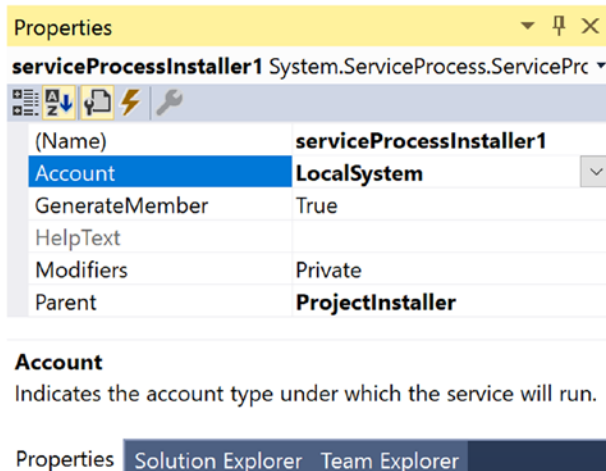 Properties
serviceProcessInstaller1 System.ServiceProcess.ServicePrc
(Name) serviceProcessInstaller1
Account LocalSystem
GenerateMember True
HelpText
Modifiers Private
Parent ProjectInstaller
Account
Indicates the account type under which the service will run.
Properties Solution Explorer Team Explorer